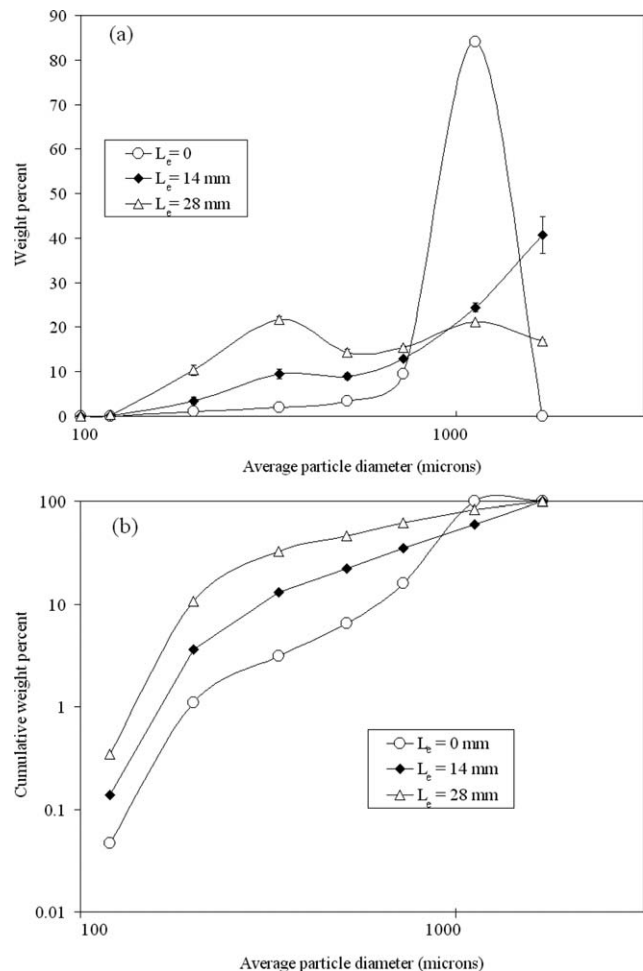 (a)
90
80
70
60
50
40
30
20
10
0
Weight percent
Lₑ= 0
Lₑ= 14 mm
Lₑ= 28 mm
100
1000
Average particle diameter (microns)
(b)
100
10
1
0.1
0.01
Cumulative weight percent
Lₑ = 0 mm
Lₑ = 14 mm
Lₑ = 28 mm
100
1000
Average particle diameter (microns)